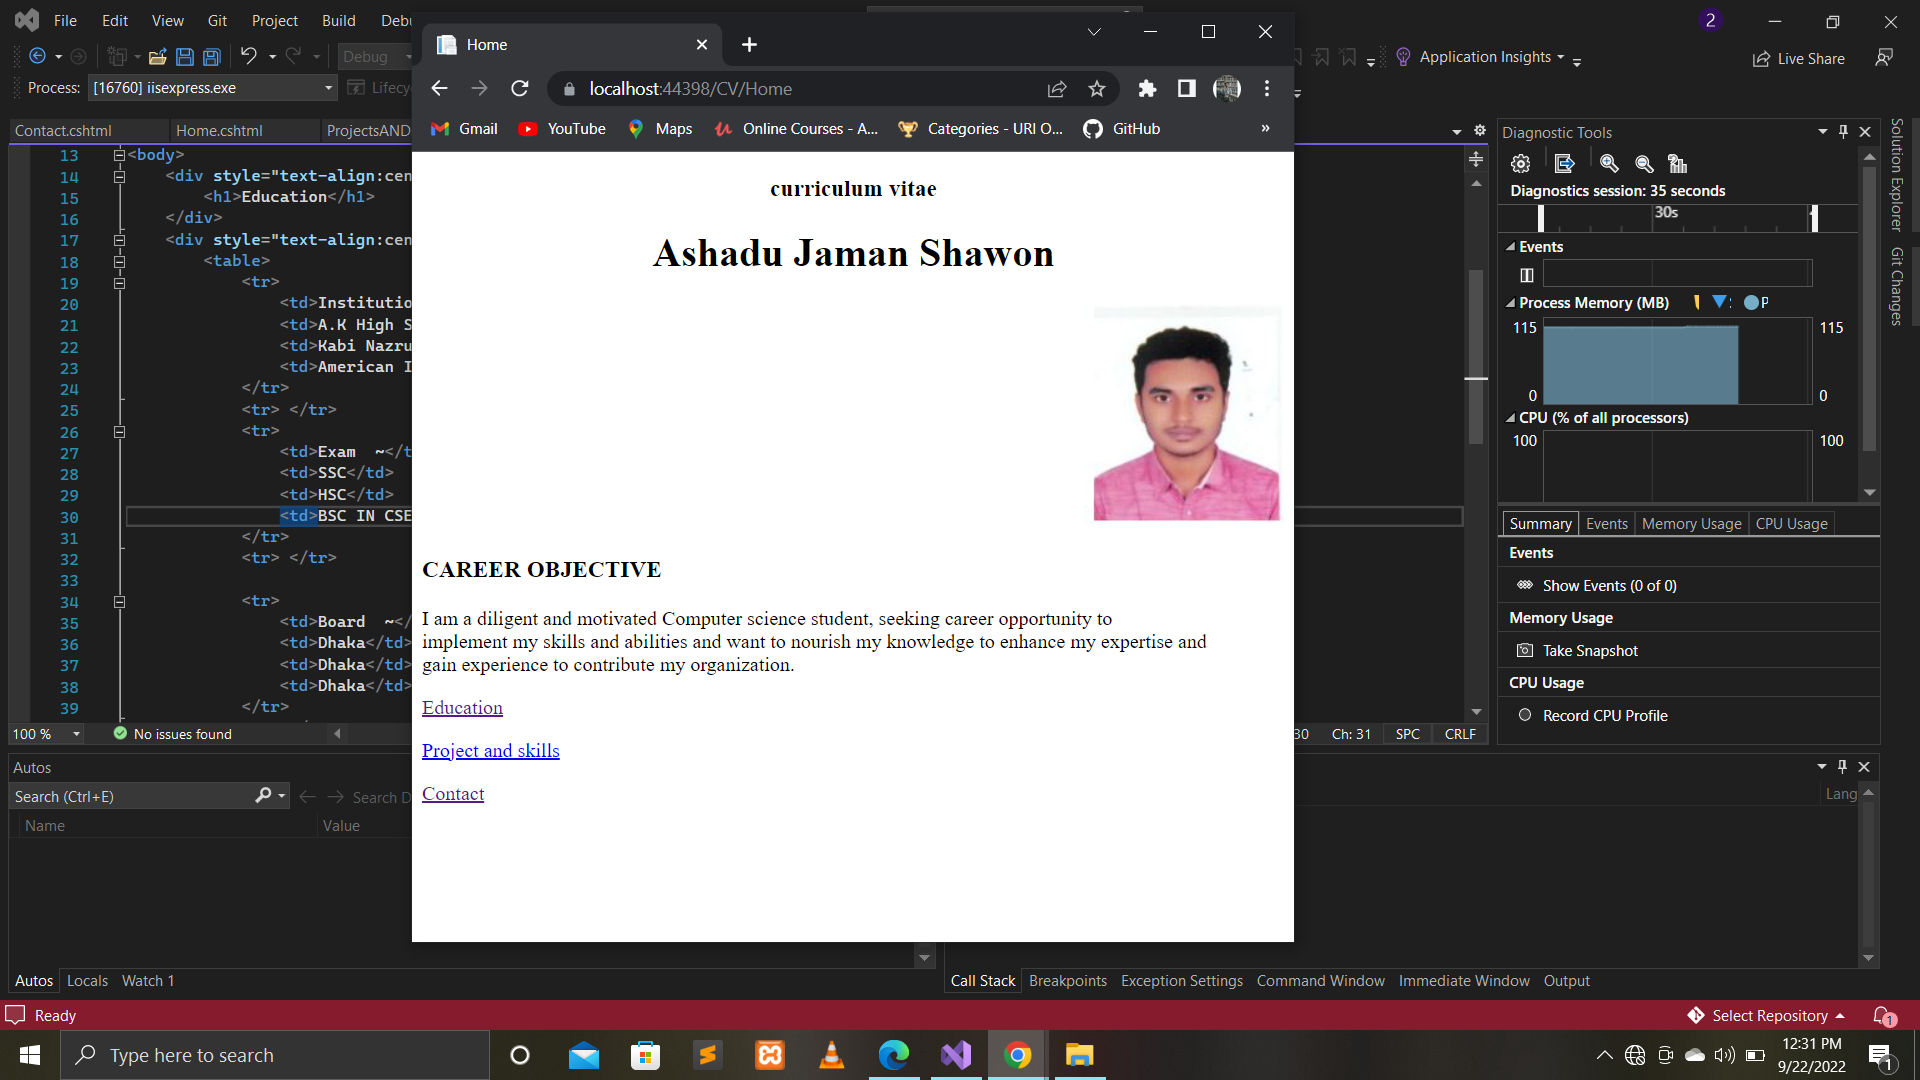 File Edit View Git Project Build
2
Debug
Application Insights
Live Share
Process: [16760] iisexpress.exe
Contact.cshtml Home.cshtml
13 <body>
14 <div style="text-align:
15 <h1>Education</h1>
16 </div>
17 <div style="text-align:
18 <table>
19 <tr>
20 <td>
21 <td>A.K High
22 <td>Kabi
23 <td>American
24 </tr>
25 <tr> </tr>
26 <tr>
27 <td>Exam ~</
28 <td>SSC</td>
29 <td>HSC</td>
30 <td>BSC IN CSE
31 </tr>
32 <tr> </tr>
33
34 <tr>
35 <td>Board ~</
36 <td>Dhaka</td>
37 <td>Dhaka</td>
38 <td>Dhaka</td>
39 </tr>
100 % No issues found
30 Ch: 31 SPC CRLF
Home
localhost:44398/CV/Home
Gmail YouTube Maps Online Courses - A... Categories - URI O... GitHub »
curriculum vitae
Ashadu Jaman Shawon
CAREER OBJECTIVE
I am a diligent and motivated Computer science student, seeking career opportunity to
implement my skills and abilities and want to nourish my knowledge to enhance my expertise and
gain experience to contribute my organization.
Education
Project and skills
Contact
Diagnostic Tools
Diagnostics session: 35 seconds
30s
Events
Process Memory (MB) P
115 115
0 0
CPU (% of all processors)
100 100
Summary Events Memory Usage CPU Usage
Events
Show Events (0 of 0)
Memory Usage
Take Snapshot
CPU Usage
Record CPU Profile
Solution Explorer
Git Changes
Autos
Search (Ctrl+E)
Name Value
Lang
Autos Locals Watch 1
Call Stack Breakpoints Exception Settings Command Window Immediate Window Output
Ready
Select Repository
1
Type here to search
12:31 PM
9/22/2022
1